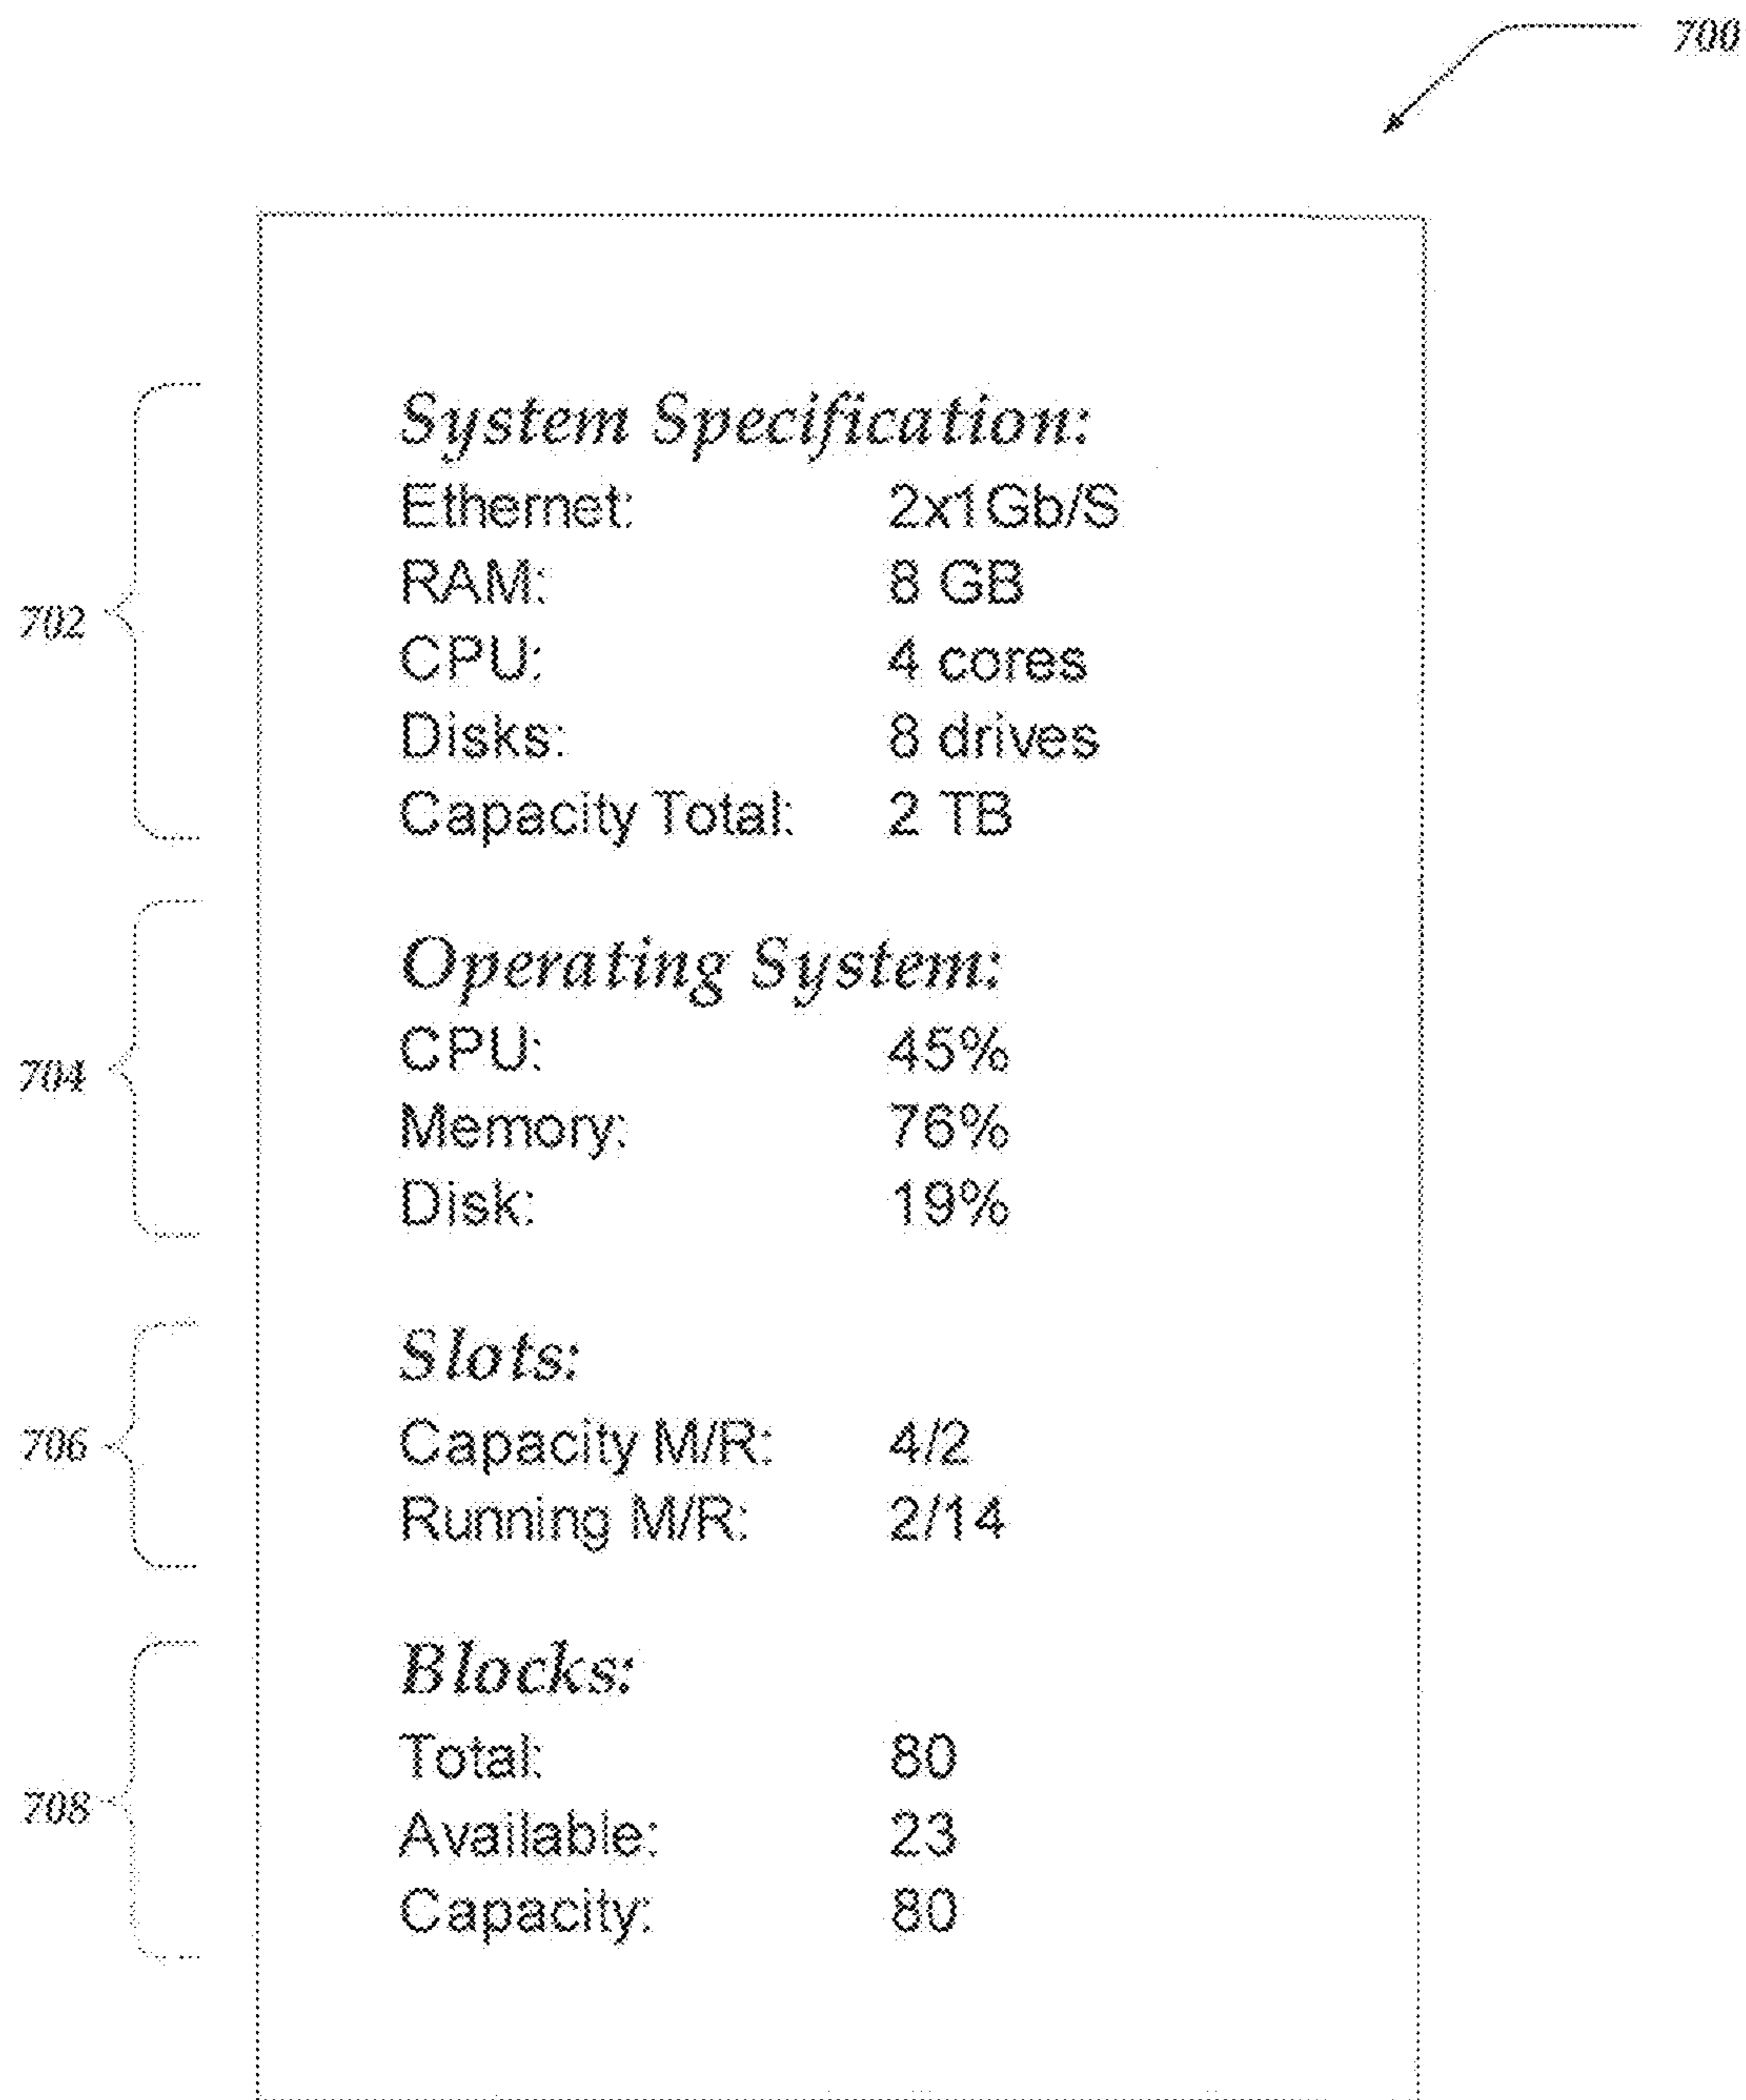 700
System Specification:
Ethernet: 2x1Gb/S
RAM: 8 GB
702
CPU: 4 cores
Disks: 8 drives
Capacity Total: 2 TB
Operating System:
CPU: 45%
704
Memory: 76%
Disk: 19%
Slots:
706
Capacity M/R: 4/2
Running M/R: 2/14
Blocks:
Total: 80
708
Available: 23
Capacity: 80